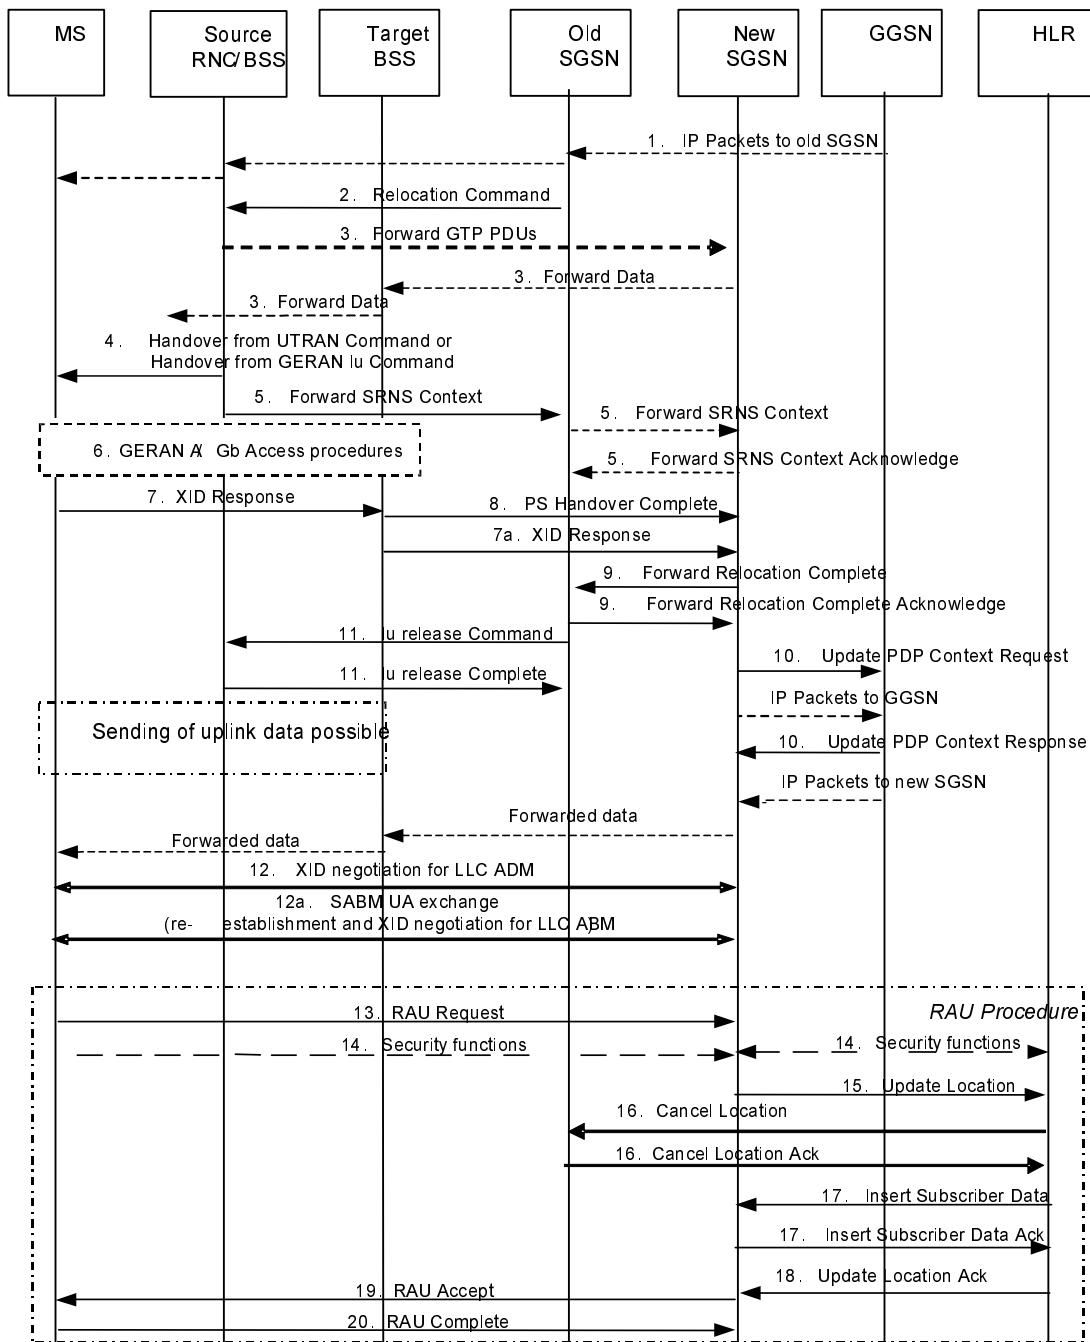 MS
Source
RNC/BSS
Target
BSS
Old
SGSN
New
SGSN
GGSN
HLR
1. IP Packets to old SGSN
2. Relocation Command
3. Forward GTP PDUs
3. Forward Data
3. Forward Data
4. Handover from UTRAN Command or
Handover from GERAN Iu Command
5. Forward SRNS Context
5. Forward SRNS Context
6. GERAN A/ Gb Access procedures
5. Forward SRNS Context Acknowledge
7. XID Response
8. PS Handover Complete
7a. XID Response
9. Forward Relocation Complete
9. Forward Relocation Complete Acknowledge
11. Iu release Command
10. Update PDP Context Request
11. Iu release Complete
IP Packets to GGSN
Sending of uplink data possible
10. Update PDP Context Response
IP Packets to new SGSN
Forwarded data
Forwarded data
12. XID negotiation for LLC ADM
12a. SABM UA exchange
(re- establishment and XID negotiation for LLC ABM)
RAU Procedure
13. RAU Request
14. Security functions
14. Security functions
15. Update Location
16. Cancel Location
16. Cancel Location Ack
17. Insert Subscriber Data
17. Insert Subscriber Data Ack
18. Update Location Ack
19. RAU Accept
20. RAU Complete